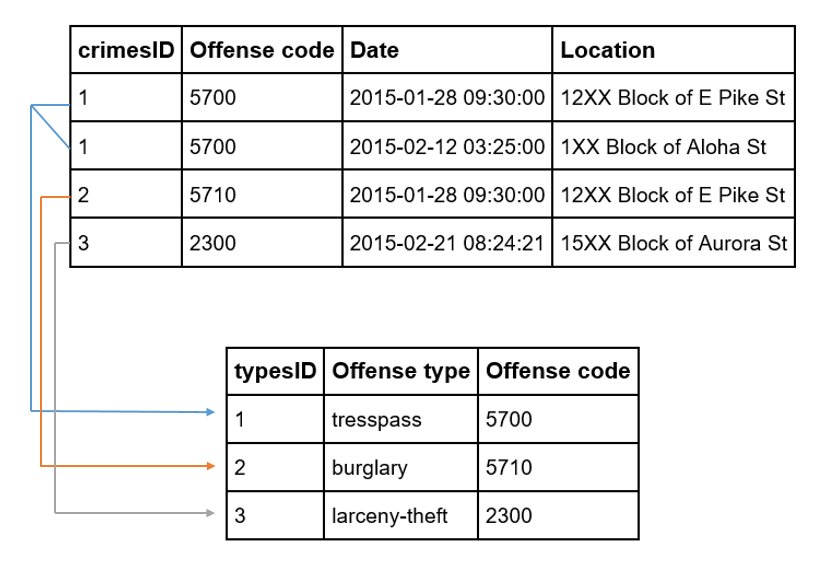 crimesID Offense code Date Location
1 5700 2015-01-28 09:30:00 12XX Block of E Pike St
1 5700 2015-02-12 03:25:00 1XX Block of Aloha St
2 5710 2015-01-28 09:30:00 12XX Block of E Pike St
3 2300 2015-02-21 08:24:21 15XX Block of Aurora St
typesID Offense type Offense code
1 tresspass 5700
2 burglary 5710
3 larceny-theft 2300